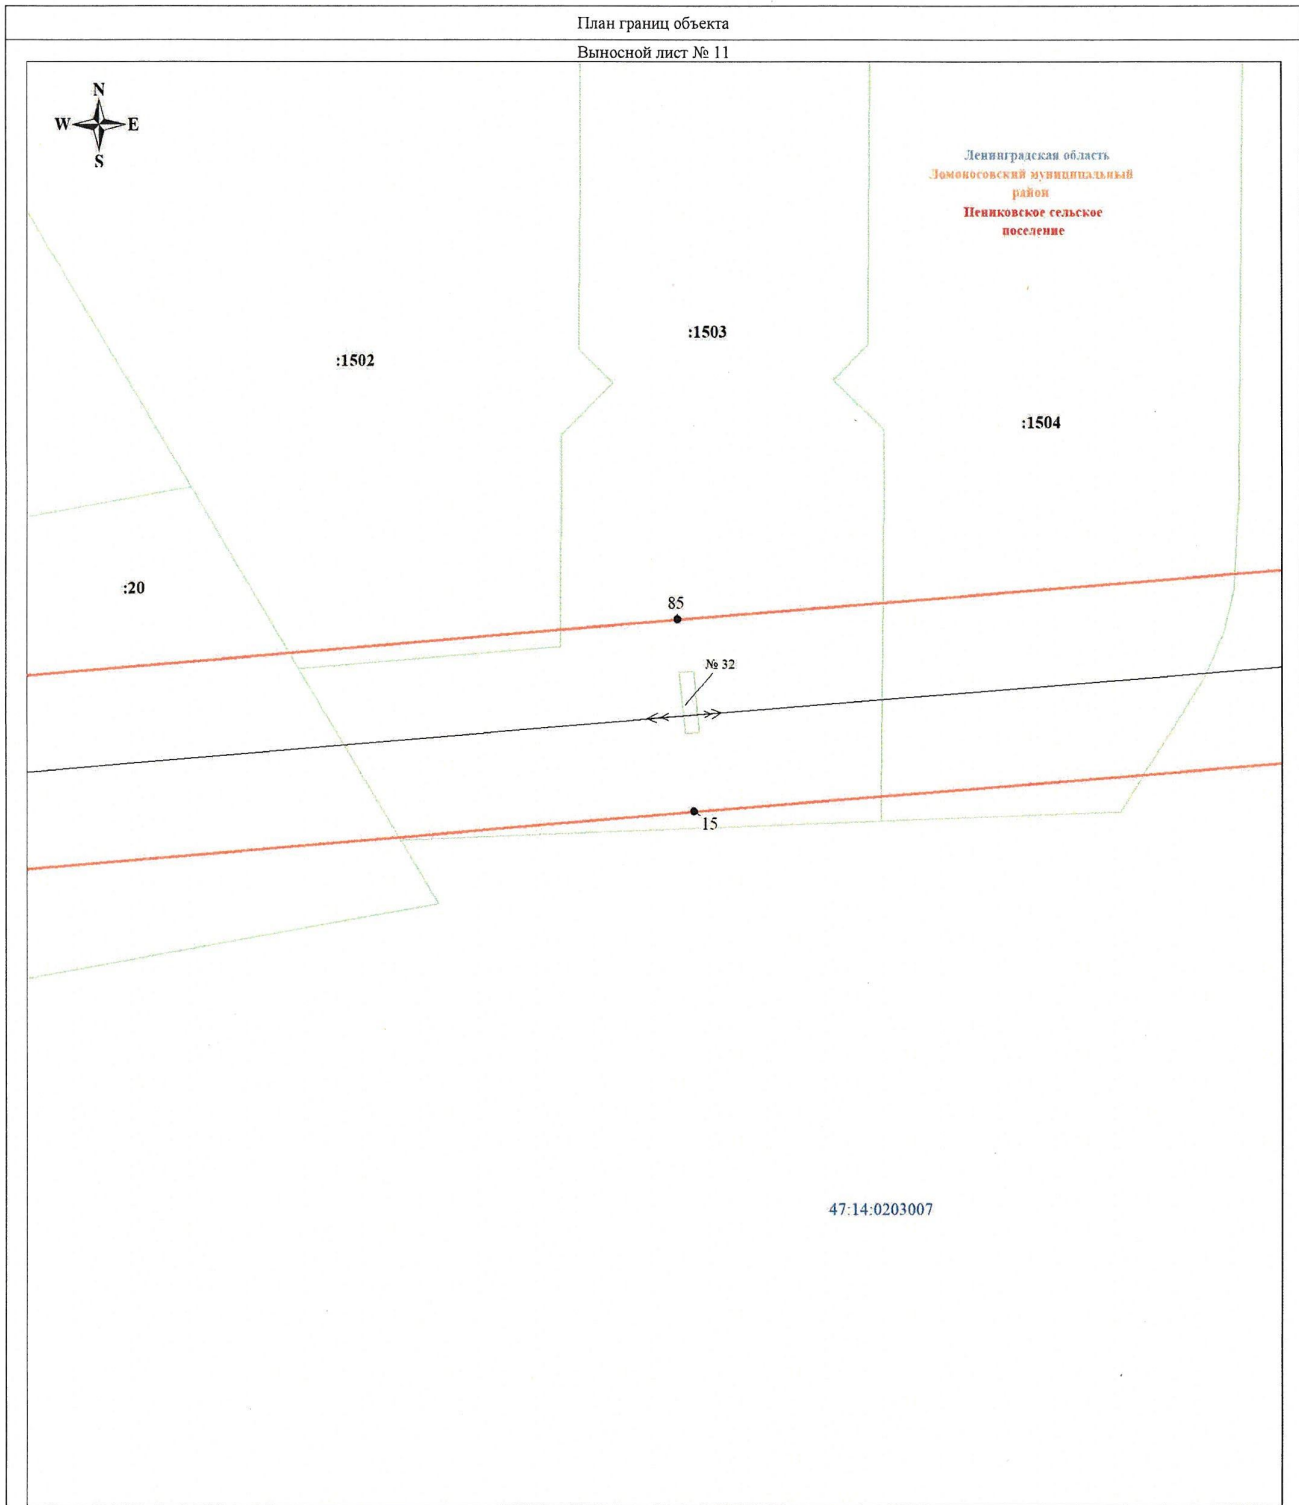 План границ объекта
Выносной лист № 11
N
W E
S
Ленинградская область
Ломоносовский муниципальный
район
Пениковское сельское
поселение
:1503
:1502
:1504
:20
85
№ 32
15
47:14:0203007